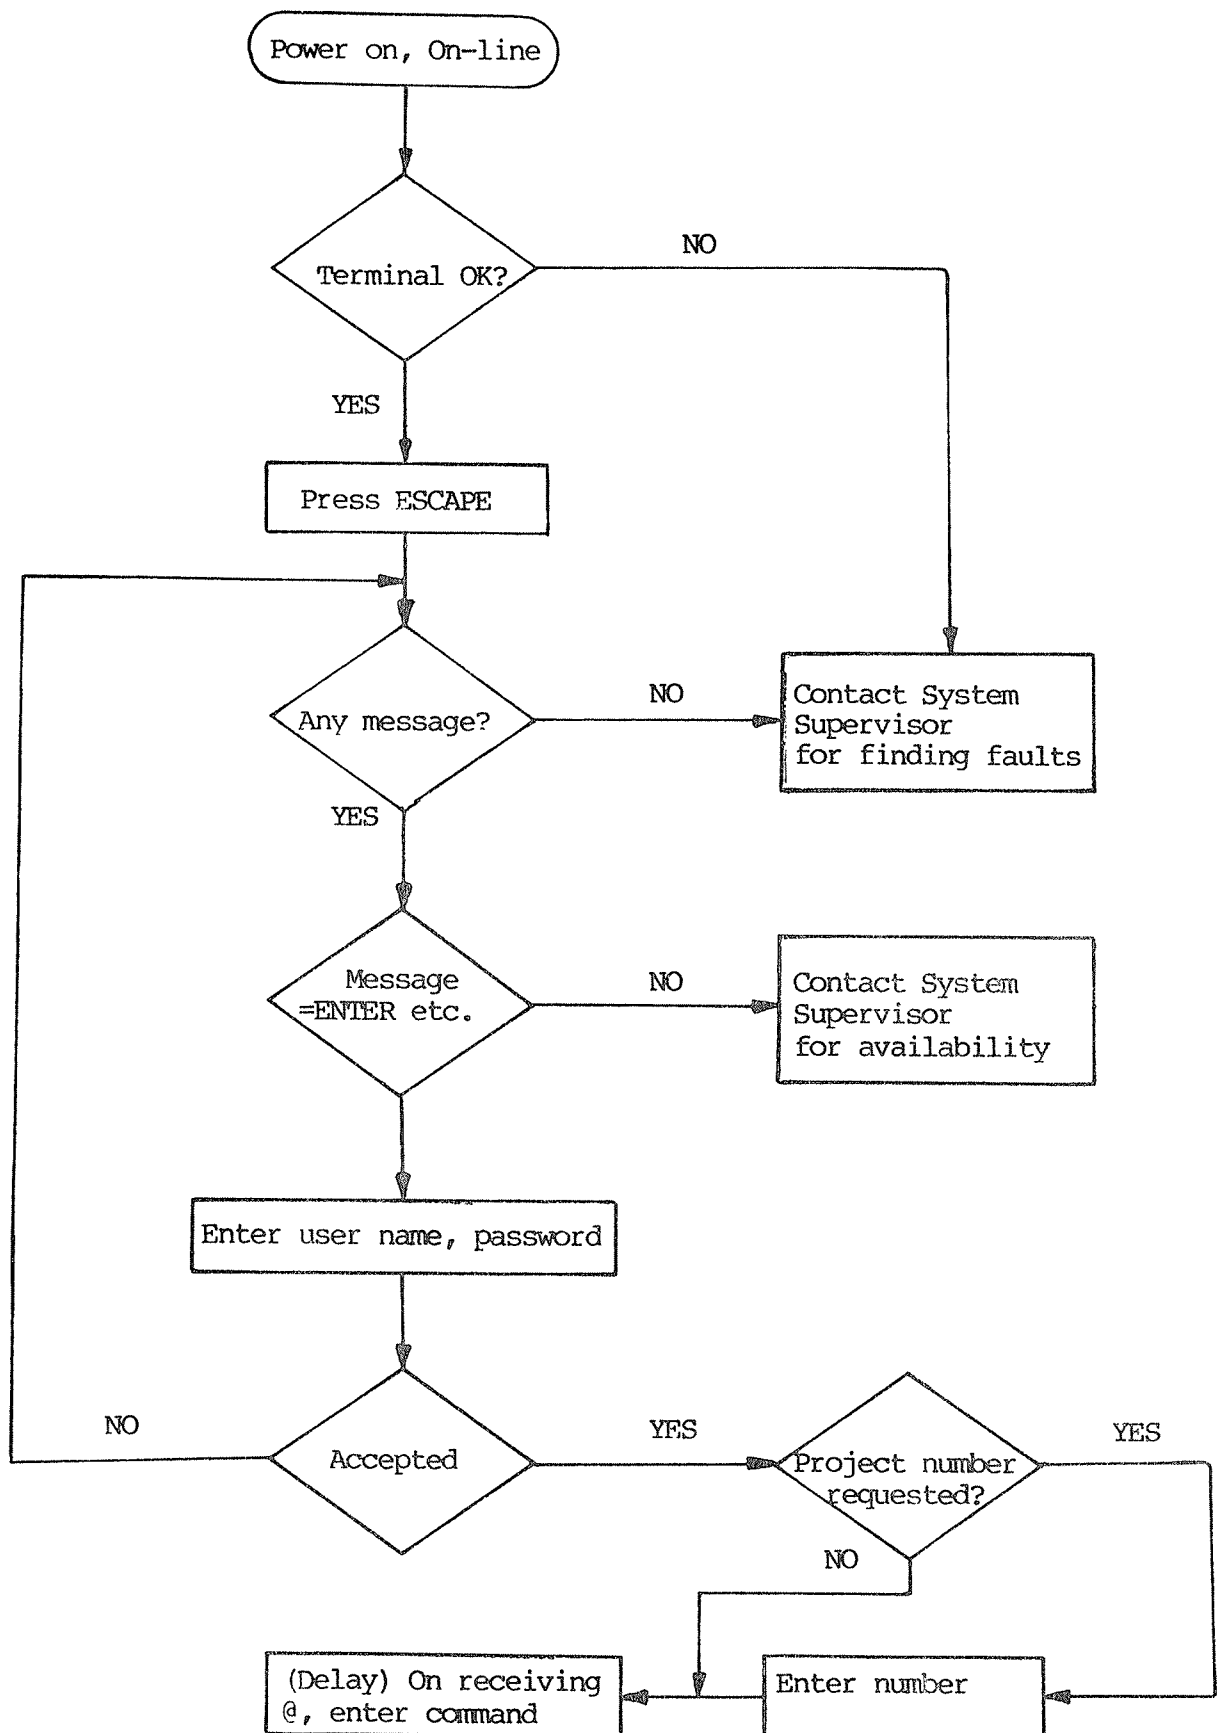 Power on, On-line
Terminal OK?
NO
YES
Press ESCAPE
Any message?
NO
Contact System
Supervisor
for finding faults
YES
Message
=ENTER etc.
NO
Contact System
Supervisor
for availability
Enter user name, password
NO
Accepted
YES
Project number
requested?
YES
NO
(Delay) On receiving
@, enter command
Enter number